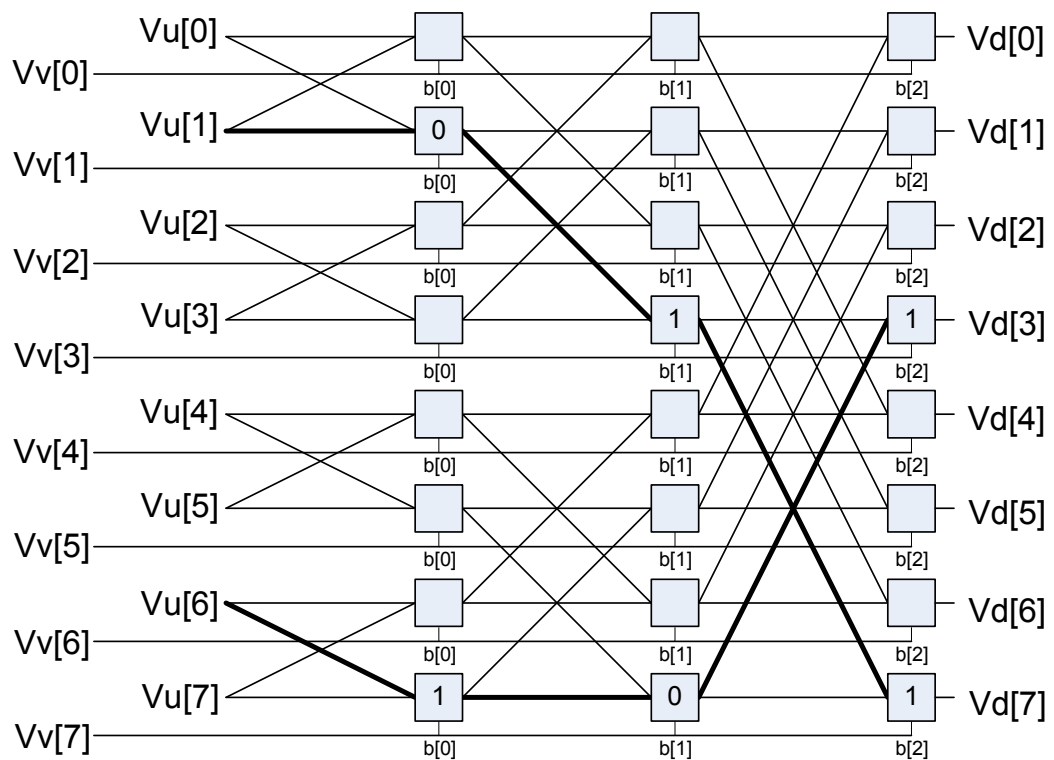 Vu[0] Vd[0]
Vv[0] b[0] b[1] b[2]
Vu[1] 0 Vd[1]
Vv[1] b[0] b[1] b[2]
Vu[2] Vd[2]
Vv[2] b[0] b[1] b[2]
Vu[3] 1 1 Vd[3]
Vv[3] b[0] b[1] b[2]
Vu[4] Vd[4]
Vv[4] b[0] b[1] b[2]
Vu[5] Vd[5]
Vv[5] b[0] b[1] b[2]
Vu[6] Vd[6]
Vv[6] b[0] b[1] b[2]
Vu[7] 1 0 1 Vd[7]
Vv[7] b[0] b[1] b[2]